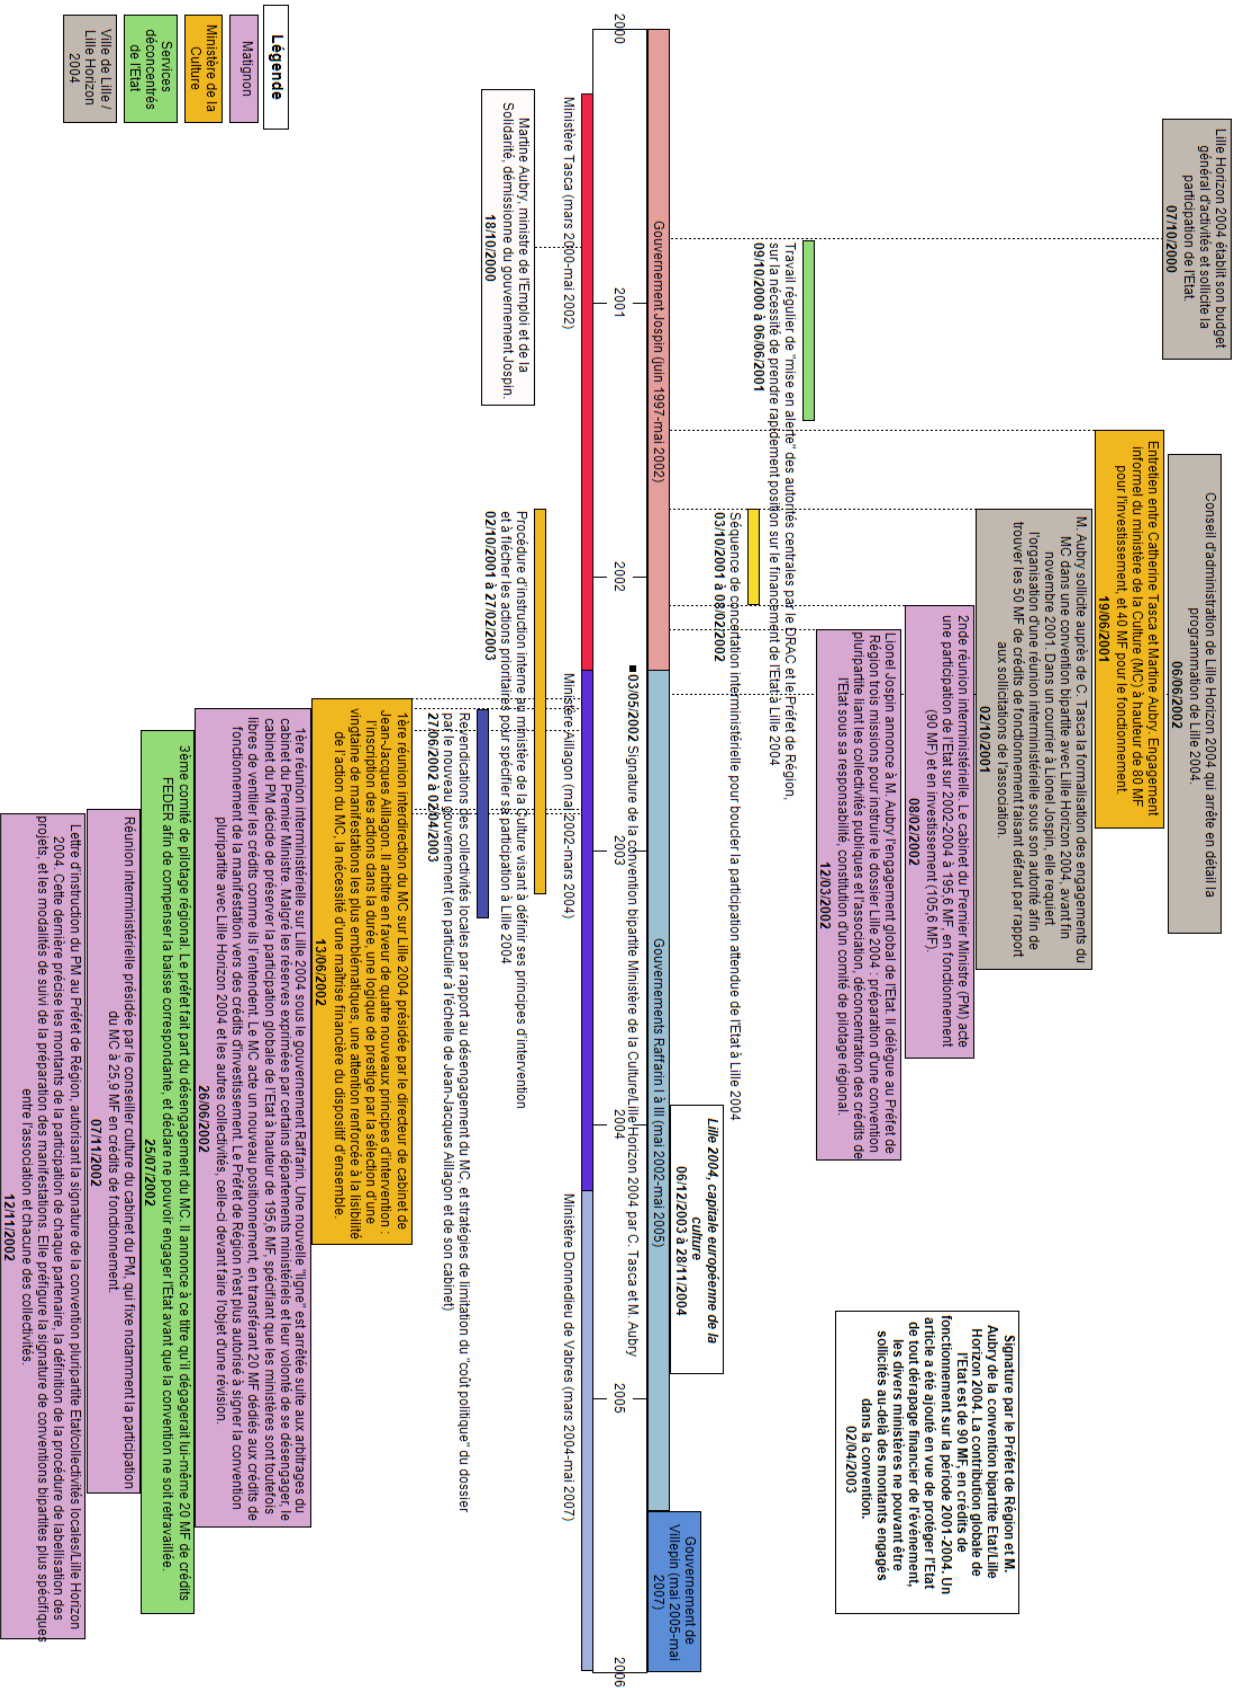 Lille Horizon 2004 établit son budget
général d'activités et sollicite la
participation de l'Etat.
07/10/2000
Conseil d'administration de Lille Horizon 2004 qui arrête en détail la
programmation de Lille 2004.
06/06/2002
Entretien entre Catherine Tasca et Martine Aubry. Engagement
informel du ministère de la Culture (MC) à hauteur de 80 MF
pour l'investissement, et 40 MF pour le fonctionnement.
19/06/2001
M. Aubry sollicite auprès de C. Tasca la formalisation des engagements du
MC dans une convention bipartite avec Lille Horizon 2004, avant fin
novembre 2001. Dans un courrier à Lionel Jospin, elle requiert
l'organisation d'une réunion interministérielle sous son autorité afin de
trouver les 50 MF de crédits de fonctionnement faisant défaut par rapport
aux sollicitations de l'association.
02/10/2001
2nde réunion interministérielle. Le cabinet du Premier Ministre (PM) acte
une participation de l'Etat sur 2002-2004 à 195,6 MF, en fonctionnement
(90 MF) et en investissement (105,6 MF).
08/02/2002
Lionel Jospin annonce à M. Aubry l'engagement global de l'Etat. Il délègue au Préfet de
Région trois missions pour instruire le dossier Lille 2004 : préparation d'une convention
pluripartite liant les collectivités publiques et l'association, déconcentration des crédits de
l'Etat sous sa responsabilité, constitution d'un comité de pilotage régional.
12/03/2002
Signature par le Préfet de Région et M.
Aubry de la convention bipartite Etat/Lille
Horizon 2004. La contribution globale de
l'Etat est de 90 MF, en crédits de
fonctionnement sur la période 2001-2004. Un
article a été ajouté en vue de protéger l'Etat
de tout dérapage financier de l'événement,
les divers ministères ne pouvant être
sollicités au-delà des montants engagés
dans la convention.
02/04/2003
Travail régulier de "mise en alerte" des autorités centrales par le DRAC et le Préfet de Région,
sur la nécessité de prendre rapidement position sur le financement de l'Etat à Lille 2004
09/10/2000 à 06/06/2001
Séquence de concertation interministérielle pour boucler la participation attendue de l'Etat à Lille 2004
03/10/2001 à 08/02/2002
Lille 2004, capitale européenne de la
culture
06/12/2003 à 28/11/2004
Gouvernement Jospin (juin 1997-mai 2002)
Gouvernements Raffarin I à III (mai 2002-mai 2005)
Gouvernement de
Villepin (mai 2005-mai
2007)
03/05/2002 Signature de la convention bipartite Ministère de la Culture/Lille Horizon 2004 par C. Tasca et M. Aubry
2000
2001
2002
2003
2004
2005
2006
Ministère Tasca (mars 2000-mai 2002)
Ministère Aillagon (mai 2002-mars 2004)
Ministère Donnedieu de Vabres (mars 2004-mai 2007)
Martine Aubry, ministre de l'Emploi et de la
Solidarité, démissionne du gouvernement Jospin.
18/10/2000
Procédure d'instruction interne au ministère de la Culture visant à définir ses principes d'intervention
et à flécher les actions prioritaires pour spécifier sa participation à Lille 2004
02/10/2001 à 27/02/2003
Revendications des collectivités locales par rapport au désengagement du MC, et stratégies de limitation du "coût politique" du dossier
par le nouveau gouvernement (en particulier à l'échelle de Jean-Jacques Aillagon et de son cabinet)
27/06/2002 à 02/04/2003
1ère réunion interdirection du MC sur Lille 2004 présidée par le directeur de cabinet de
Jean-Jacques Aillagon. Il arbitre en faveur de quatre nouveaux principes d'intervention :
l'inscription des actions dans la durée, une logique de prestige par la sélection d'une
vingtaine de manifestations les plus emblématiques, une attention renforcée à la lisibilité
de l'action du MC, la nécessité d'une maîtrise financière du dispositif d'ensemble.
13/06/2002
1ère réunion interministérielle sur Lille 2004 sous le gouvernement Raffarin. Une nouvelle "ligne" est arrêtée suite aux arbitrages du
cabinet du Premier Ministre. Malgré les réserves exprimées par certains départements ministériels et leur volonté de se désengager, le
cabinet du PM décide de préserver la participation globale de l'Etat à hauteur de 195,6 MF, spécifiant que les ministères sont toutefois
libres de ventiler les crédits comme ils l'entendent. Le MC acte un nouveau positionnement, en transférant 20 MF dédiés aux crédits de
fonctionnement de la manifestation vers des crédits d'investissement. Le Préfet de Région n'est plus autorisé à signer la convention
pluripartite avec Lille Horizon 2004 et les autres collectivités, celle-ci devant faire l'objet d'une révision.
26/06/2002
3ème comité de pilotage régional. Le préfet fait part du désengagement du MC. Il annonce à ce titre qu'il dégagerait lui-même 20 MF de crédits
FEDER afin de compenser la baisse correspondante, et déclare ne pouvoir engager l'Etat avant que la convention ne soit retravaillée.
25/07/2002
Réunion interministérielle présidée par le conseiller culture du cabinet du PM, qui fixe notamment la participation
du MC à 25,9 MF en crédits de fonctionnement.
07/11/2002
Lettre d'instruction du PM au Préfet de Région, autorisant la signature de la convention pluripartite Etat/collectivités locales/Lille Horizon
2004. Cette dernière précise les montants de la participation de chaque partenaire, la définition de la procédure de labellisation des
projets, et les modalités de suivi de la préparation des manifestations. Elle préfigure la signature de conventions bipartites plus spécifiques
entre l'association et chacune des collectivités.
12/11/2002
Légende
Matignon
Ministère de la
Culture
Services
déconcentrés
de l'Etat
Ville de Lille /
Lille Horizon
2004